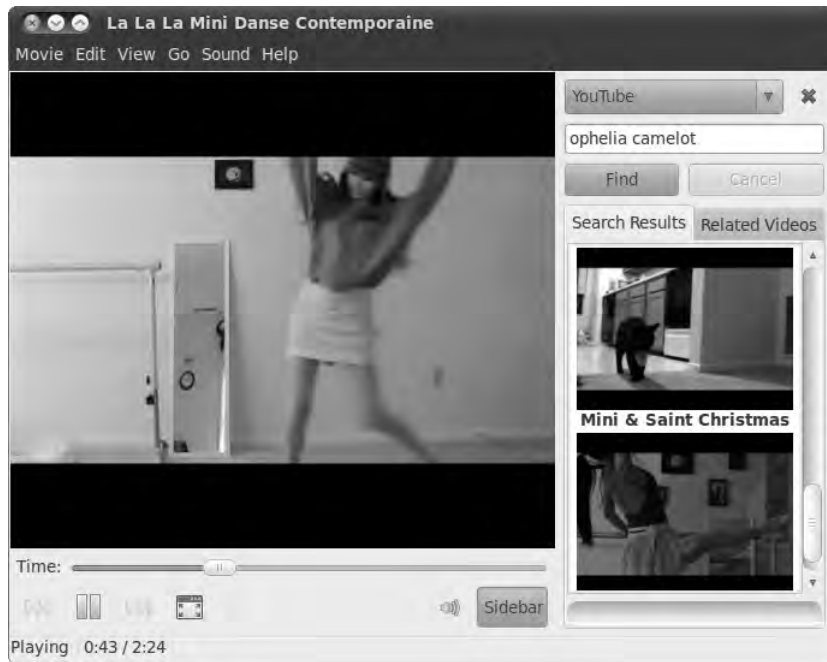 La La La Mini Danse Contemporaine
Movie Edit View Go Sound Help
YouTube
ophelia camelot
Find Cancel
Search Results Related Videos
Mini & Saint Christmas
Time:
Sidebar
Playing 0:43 / 2:24